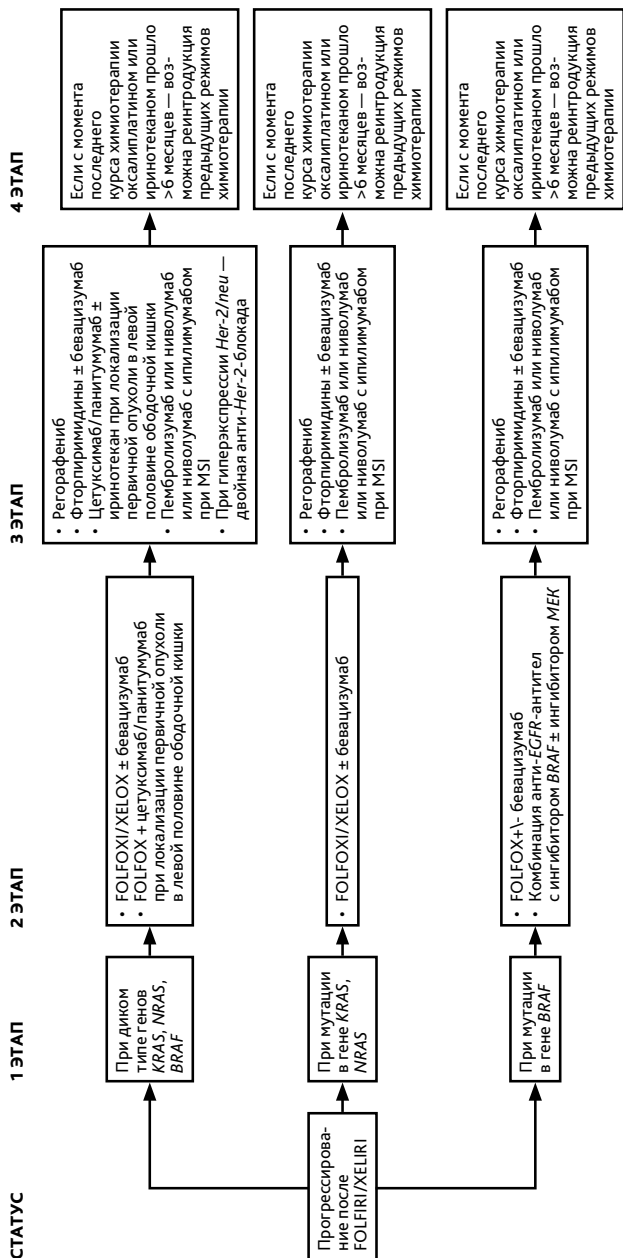 СТАТУС
1 ЭТАП
2 ЭТАП
3 ЭТАП
4 ЭТАП
Прогрессирова-
ние после
FOLFIRI/XELIRI
При диком
типе генов
KRAS, NRAS,
BRAF
• FOLFOXI/XELOX ± бевацизумаб
• FOLFOX + цетуксимаб/панитумумаб
при локализации первичной опухоли
в левой половине ободочной кишки
• Регорафениб
• Фторпиримидины ± бевацизумаб
• Цетуксимаб/панитумумаб ±
иринотекан при локализации
первичной опухоли в левой
половине ободочной кишки
• Пембролизумаб или ниволумаб
или ниволумаб с ипилимумабом
при MSI
• При гиперэкспрессии Her-2/neu —
двойная анти-Her-2-блокада
Если с момента
последнего
курса химиотерапии
оксалиплатином или
иринотеканом прошло
>6 месяцев — воз-
можна реинтродукция
предыдущих режимов
химиотерапии
При мутации
в гене KRAS,
NRAS
• FOLFOXI/XELOX ± бевацизумаб
• Регорафениб
• Фторпиримидины ± бевацизумаб
• Пембролизумаб или ниволумаб
или ниволумаб с ипилимумабом
при MSI
Если с момента
последнего
курса химиотерапии
оксалиплатином или
иринотеканом прошло
>6 месяцев — воз-
можна реинтродукция
предыдущих режимов
химиотерапии
При мутации
в гене BRAF
• FOLFOX+\- бевацизумаб
• Комбинация анти-EGFR-антител
с ингибитором BRAF ± ингибитором MEK
• Регорафениб
• Фторпиримидины ± бевацизумаб
• Пембролизумаб или ниволумаб
или ниволумаб с ипилимумабом
при MSI
Если с момента
последнего
курса химиотерапии
оксалиплатином или
иринотеканом прошло
>6 месяцев — воз-
можна реинтродукция
предыдущих режимов
химиотерапии